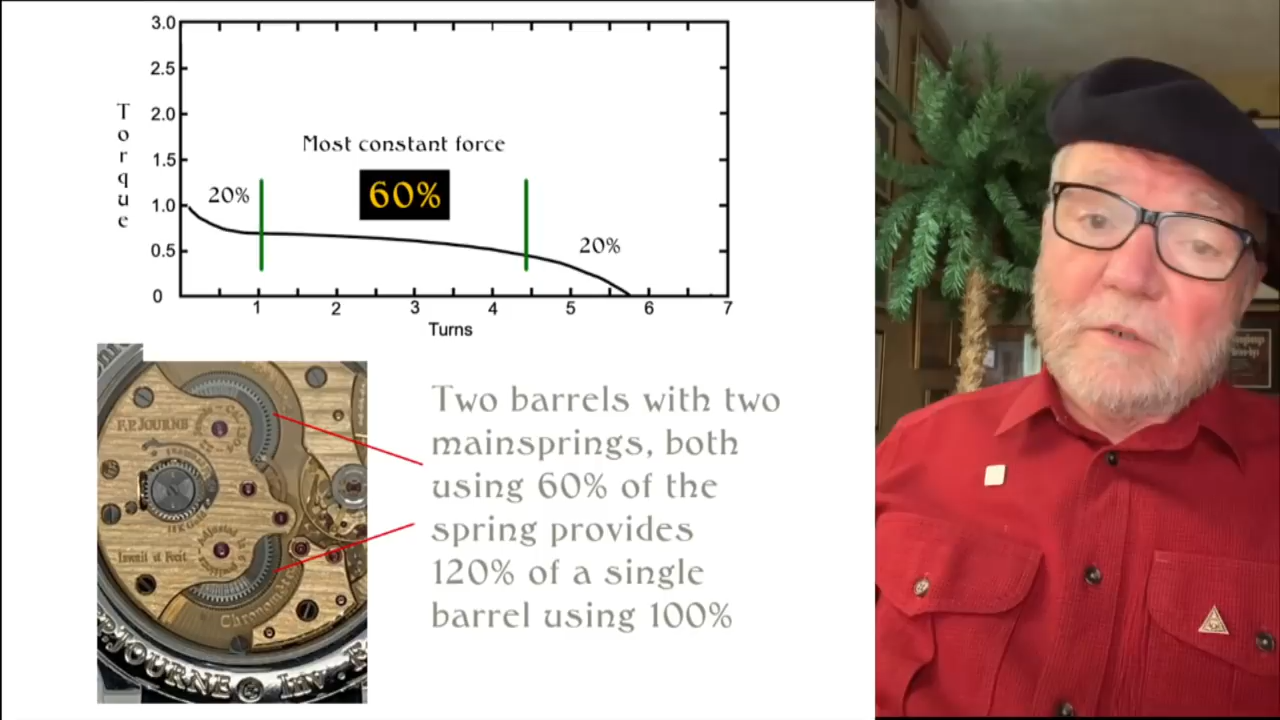 3.0
2.5
2.0
1.5
1.0
0.5
0
Torque
Most constant force
20%
60%
20%
1 2 3 4 5 6 7
Turns
F.P. JOURNE
Invenit et Fecit
Chronomètre
F.P. JOURNE
Two barrels with two
mainsprings, both
using 60% of the
spring provides
120% of a single
barrel using 100%